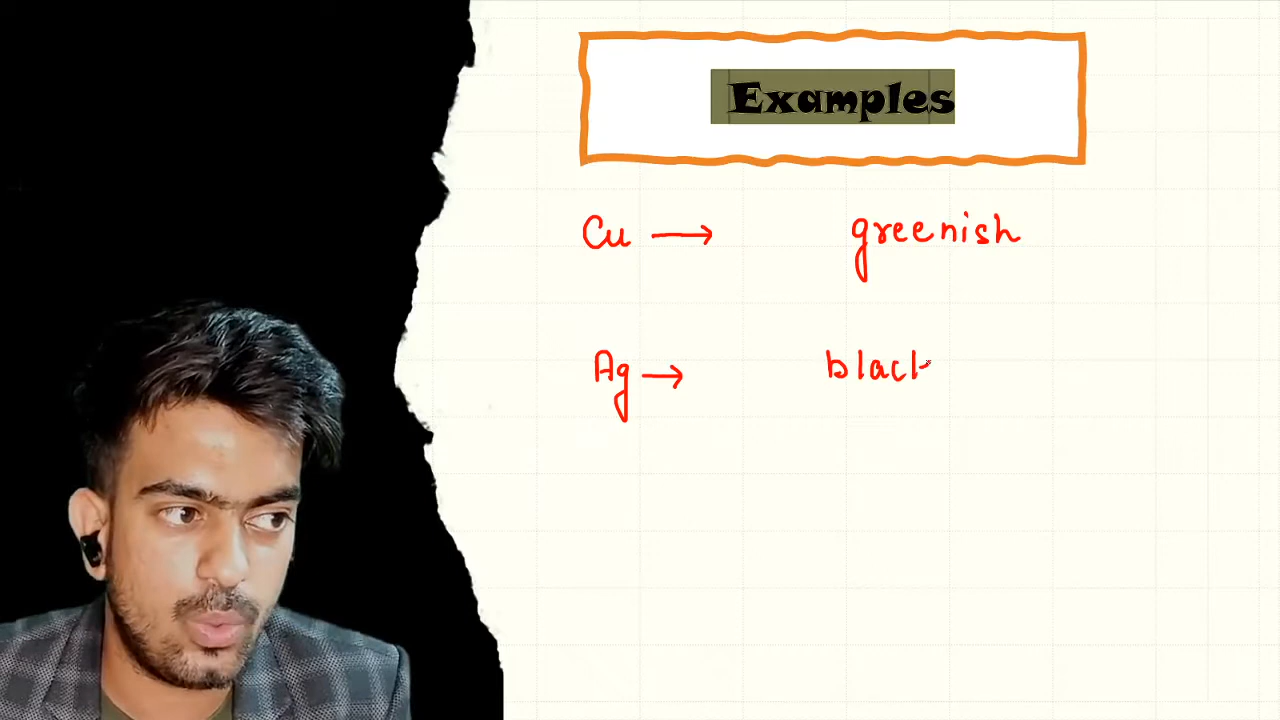 Examples
Cu → greenish
Ag → black